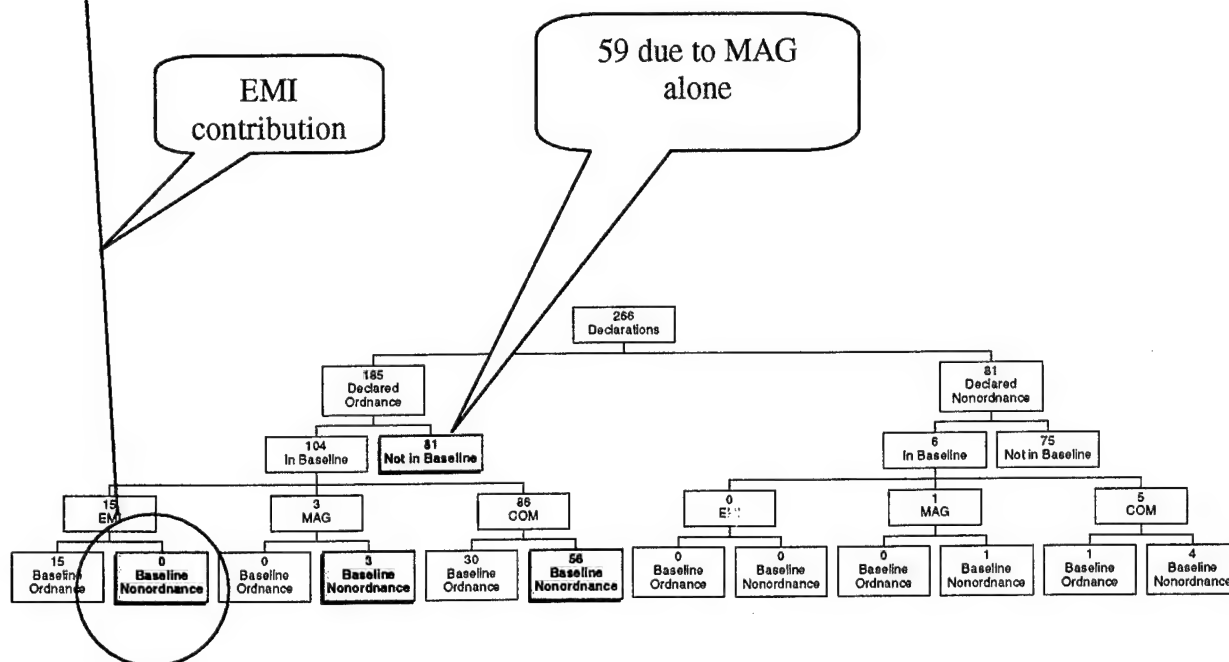 EMI
contribution
59 due to MAG
alone
266
Declarations
185
Declared
Ordnance
81
Declared
Nonordnance
104
In Baseline
81
Not in Baseline
6
In Baseline
75
Not in Baseline
15
EMI
3
MAG
86
COM
0
1
MAG
5
COM
15
Baseline
Ordnance
0
Baseline
Nonordnance
0
Baseline
Ordnance
3
Baseline
Nonordnance
30
Baseline
Ordnance
56
Baseline
Nonordnance
0
Baseline
Ordnance
0
Baseline
Nonordnance
0
Baseline
Ordnance
1
Baseline
Nonordnance
1
Baseline
Ordnance
4
Baseline
Nonordnance